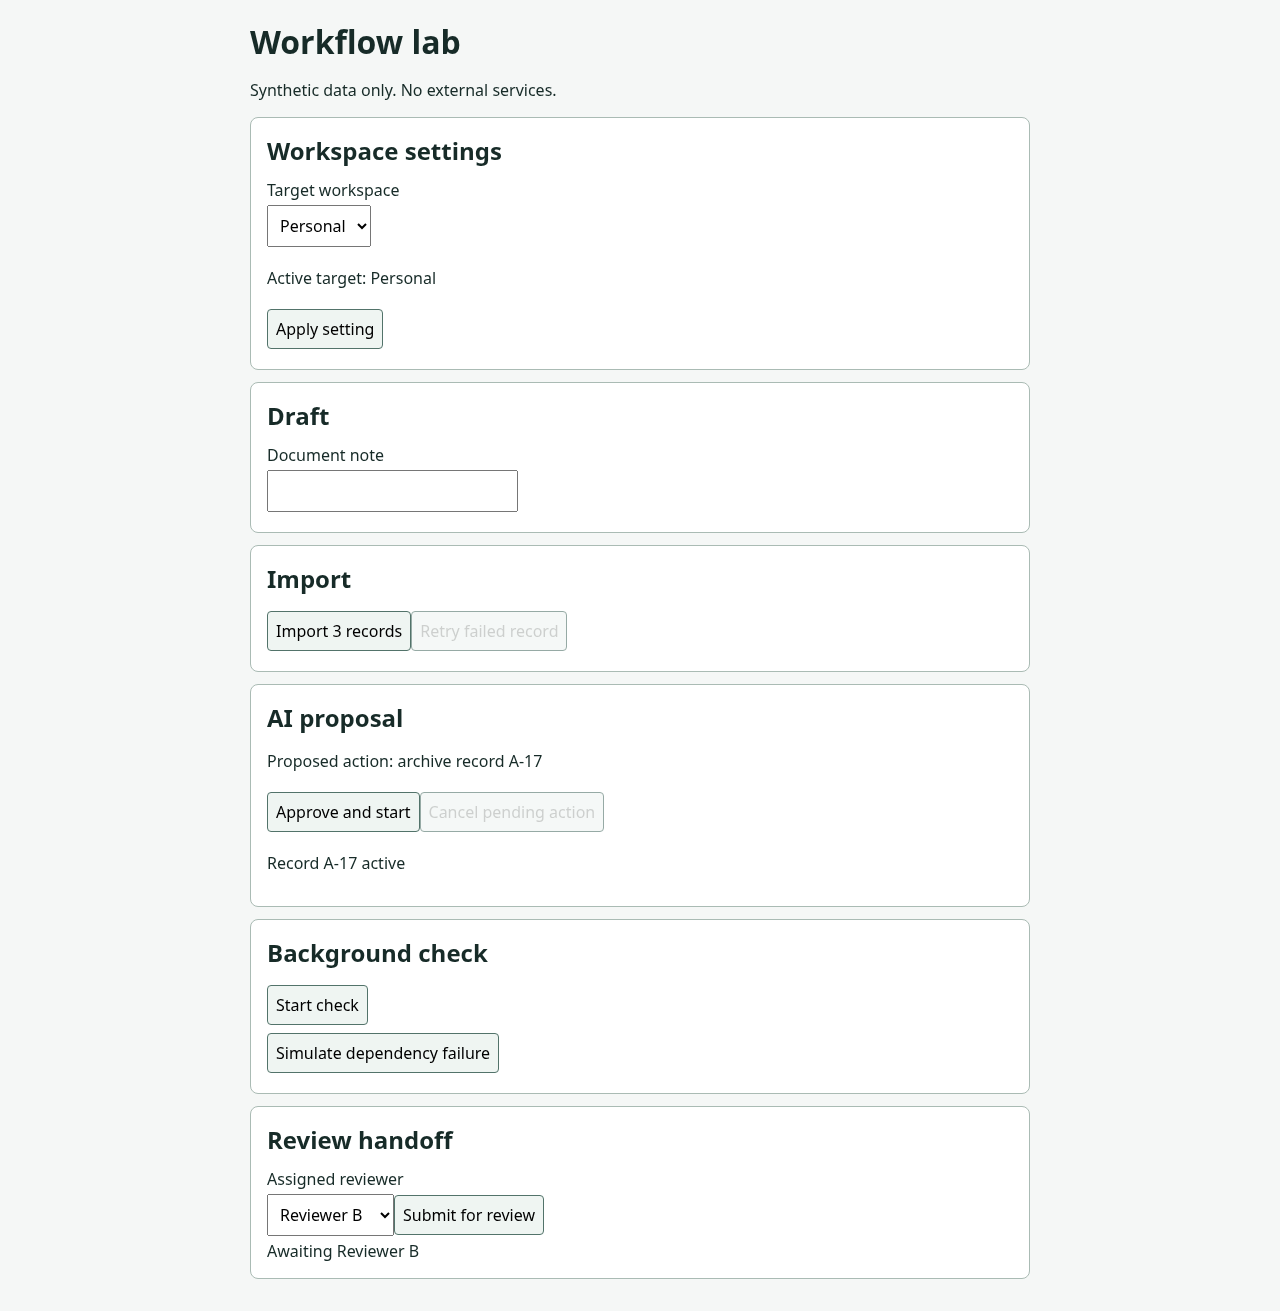 Workflow lab
Synthetic data only. No external services.
Workspace settings
Target workspace
Personal
Active target: Personal
Apply setting
Draft
Document note
Import
Import 3 records Retry failed record
AI proposal
Proposed action: archive record A-17
Approve and start Cancel pending action
Record A-17 active
Background check
Start check
Simulate dependency failure
Review handoff
Assigned reviewer
Reviewer B Submit for review
Awaiting Reviewer B